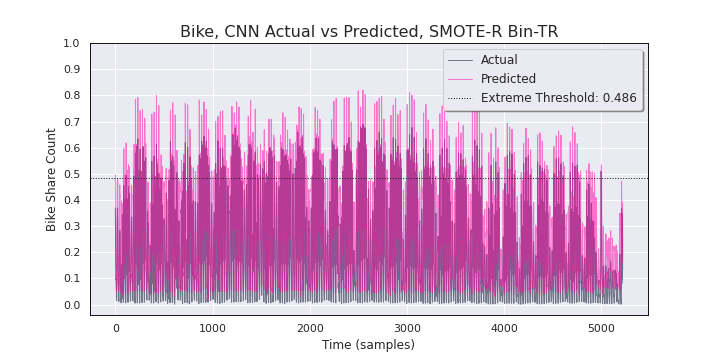 Bike, CNN Actual vs Predicted, SMOTE-R Bin-TR
Actual
Predicted
Extreme Threshold: 0.486
Bike Share Count
1.0
0.9
0.8
0.7
0.6
0.5
0.4
0.3
0.2
0.1
0.0
0
1000
2000
3000
4000
5000
Time (samples)